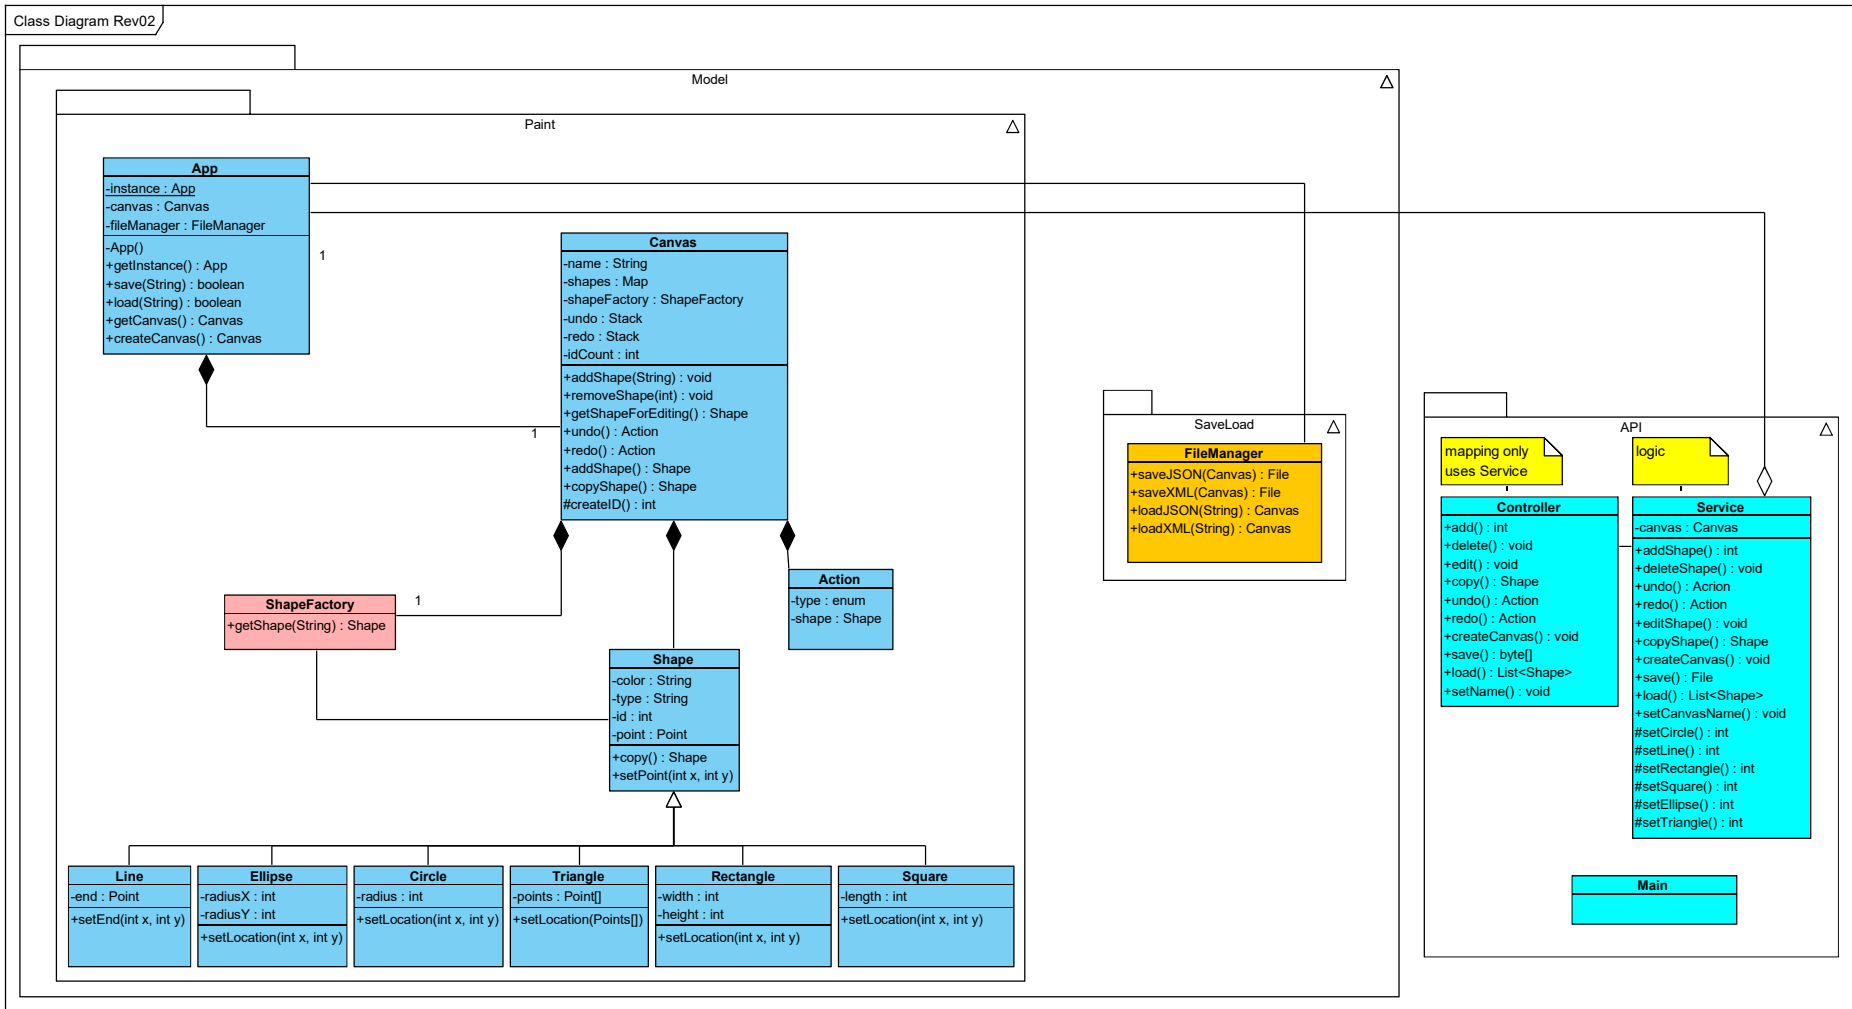 Class Diagram Rev02
Model
Paint
App
-instance : App
-canvas : Canvas
-fileManager : FileManager
-App()
+getInstance() : App
+save(String) : boolean
+load(String) : boolean
+getCanvas() : Canvas
+createCanvas() : Canvas
1
1
Canvas
-name : String
-shapes : Map
-shapeFactory : ShapeFactory
-undo : Stack
-redo : Stack
-idCount : int
+addShape(String) : void
+removeShape(int) : void
+getShapeForEditing() : Shape
+undo() : Action
+redo() : Action
+addShape() : Shape
+copyShape() : Shape
#createID() : int
ShapeFactory
+getShape(String) : Shape
1
Action
-type : enum
-shape : Shape
Shape
-color : String
-type : String
-id : int
-point : Point
+copy() : Shape
+setPoint(int x, int y)
Line
-end : Point
+setEnd(int x, int y)
Ellipse
-radiusX : int
-radiusY : int
+setLocation(int x, int y)
Circle
-radius : int
+setLocation(int x, int y)
Triangle
-points : Point[]
+setLocation(Points[])
Rectangle
-width : int
-height : int
+setLocation(int x, int y)
Square
-length : int
+setLocation(int x, int y)
SaveLoad
FileManager
+saveJSON(Canvas) : File
+saveXML(Canvas) : File
+loadJSON(String) : Canvas
+loadXML(String) : Canvas
API
mapping only
uses Service
logic
Controller
+add() : int
+delete() : void
+edit() : void
+copy() : Shape
+undo() : Action
+redo() : Action
+createCanvas() : void
+save() : byte[]
+load() : List<Shape>
+setName() : void
Service
-canvas : Canvas
+addShape() : int
+deleteShape() : void
+undo() : Acrion
+redo() : Action
+editShape() : void
+copyShape() : Shape
+createCanvas() : void
+save() : File
+load() : List<Shape>
+setCanvasName() : void
#setCircle() : int
#setLine() : int
#setRectangle() : int
#setSquare() : int
#setEllipse() : int
#setTriangle() : int
Main